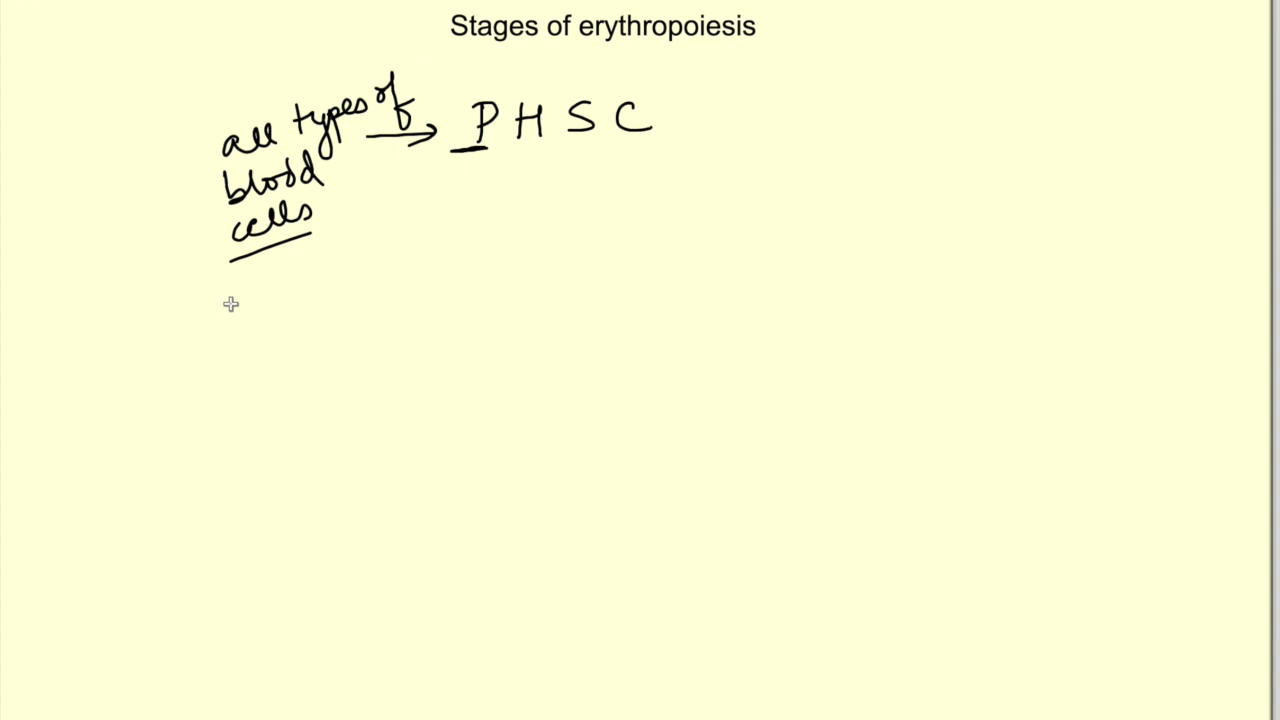 Stages of erythropoiesis
all types of → P H S C
blood
cells